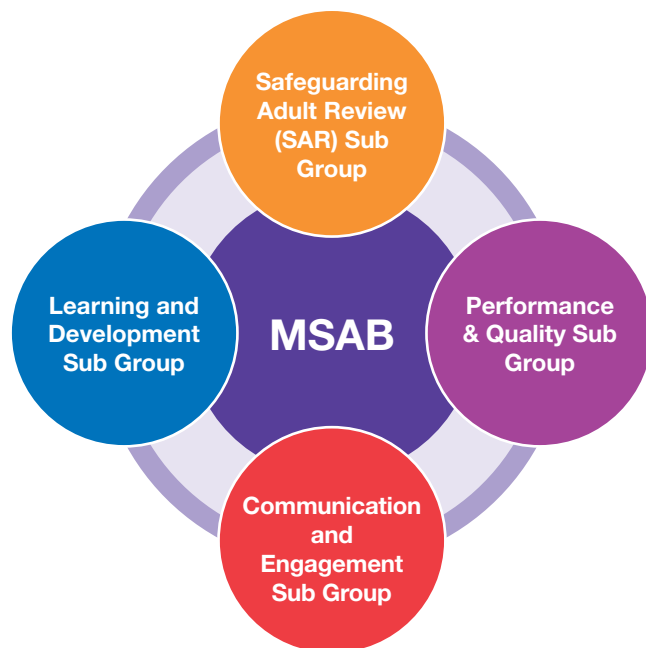 Safeguarding
Adult Review
(SAR) Sub
Group
Learning and
Development
Sub Group
MSAB
Performance
& Quality Sub
Group
Communication
and
Engagement
Sub Group